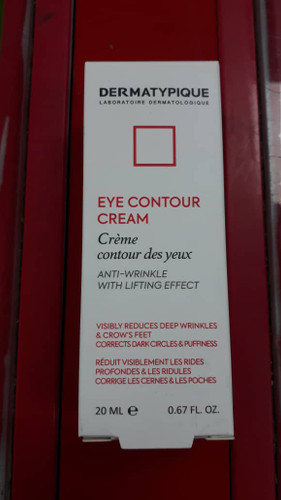 DERMATYPIQUE
LABORATOIRE DERMATOLOGIQUE
EYE CONTOUR
CREAM
Crème
contour des yeux
ANTI-WRINKLE
WITH LIFTING EFFECT
VISIBLY REDUCES DEEP WRINKLES
& CROW'S FEET
CORRECTS DARK CIRCLES & PUFFINESS
RÉDUIT VISIBLEMENT LES RIDES
PROFONDES & LES RIDULES
CORRIGE LES CERNES & LES POCHES
20 ML ℮ 0.67 FL. OZ.